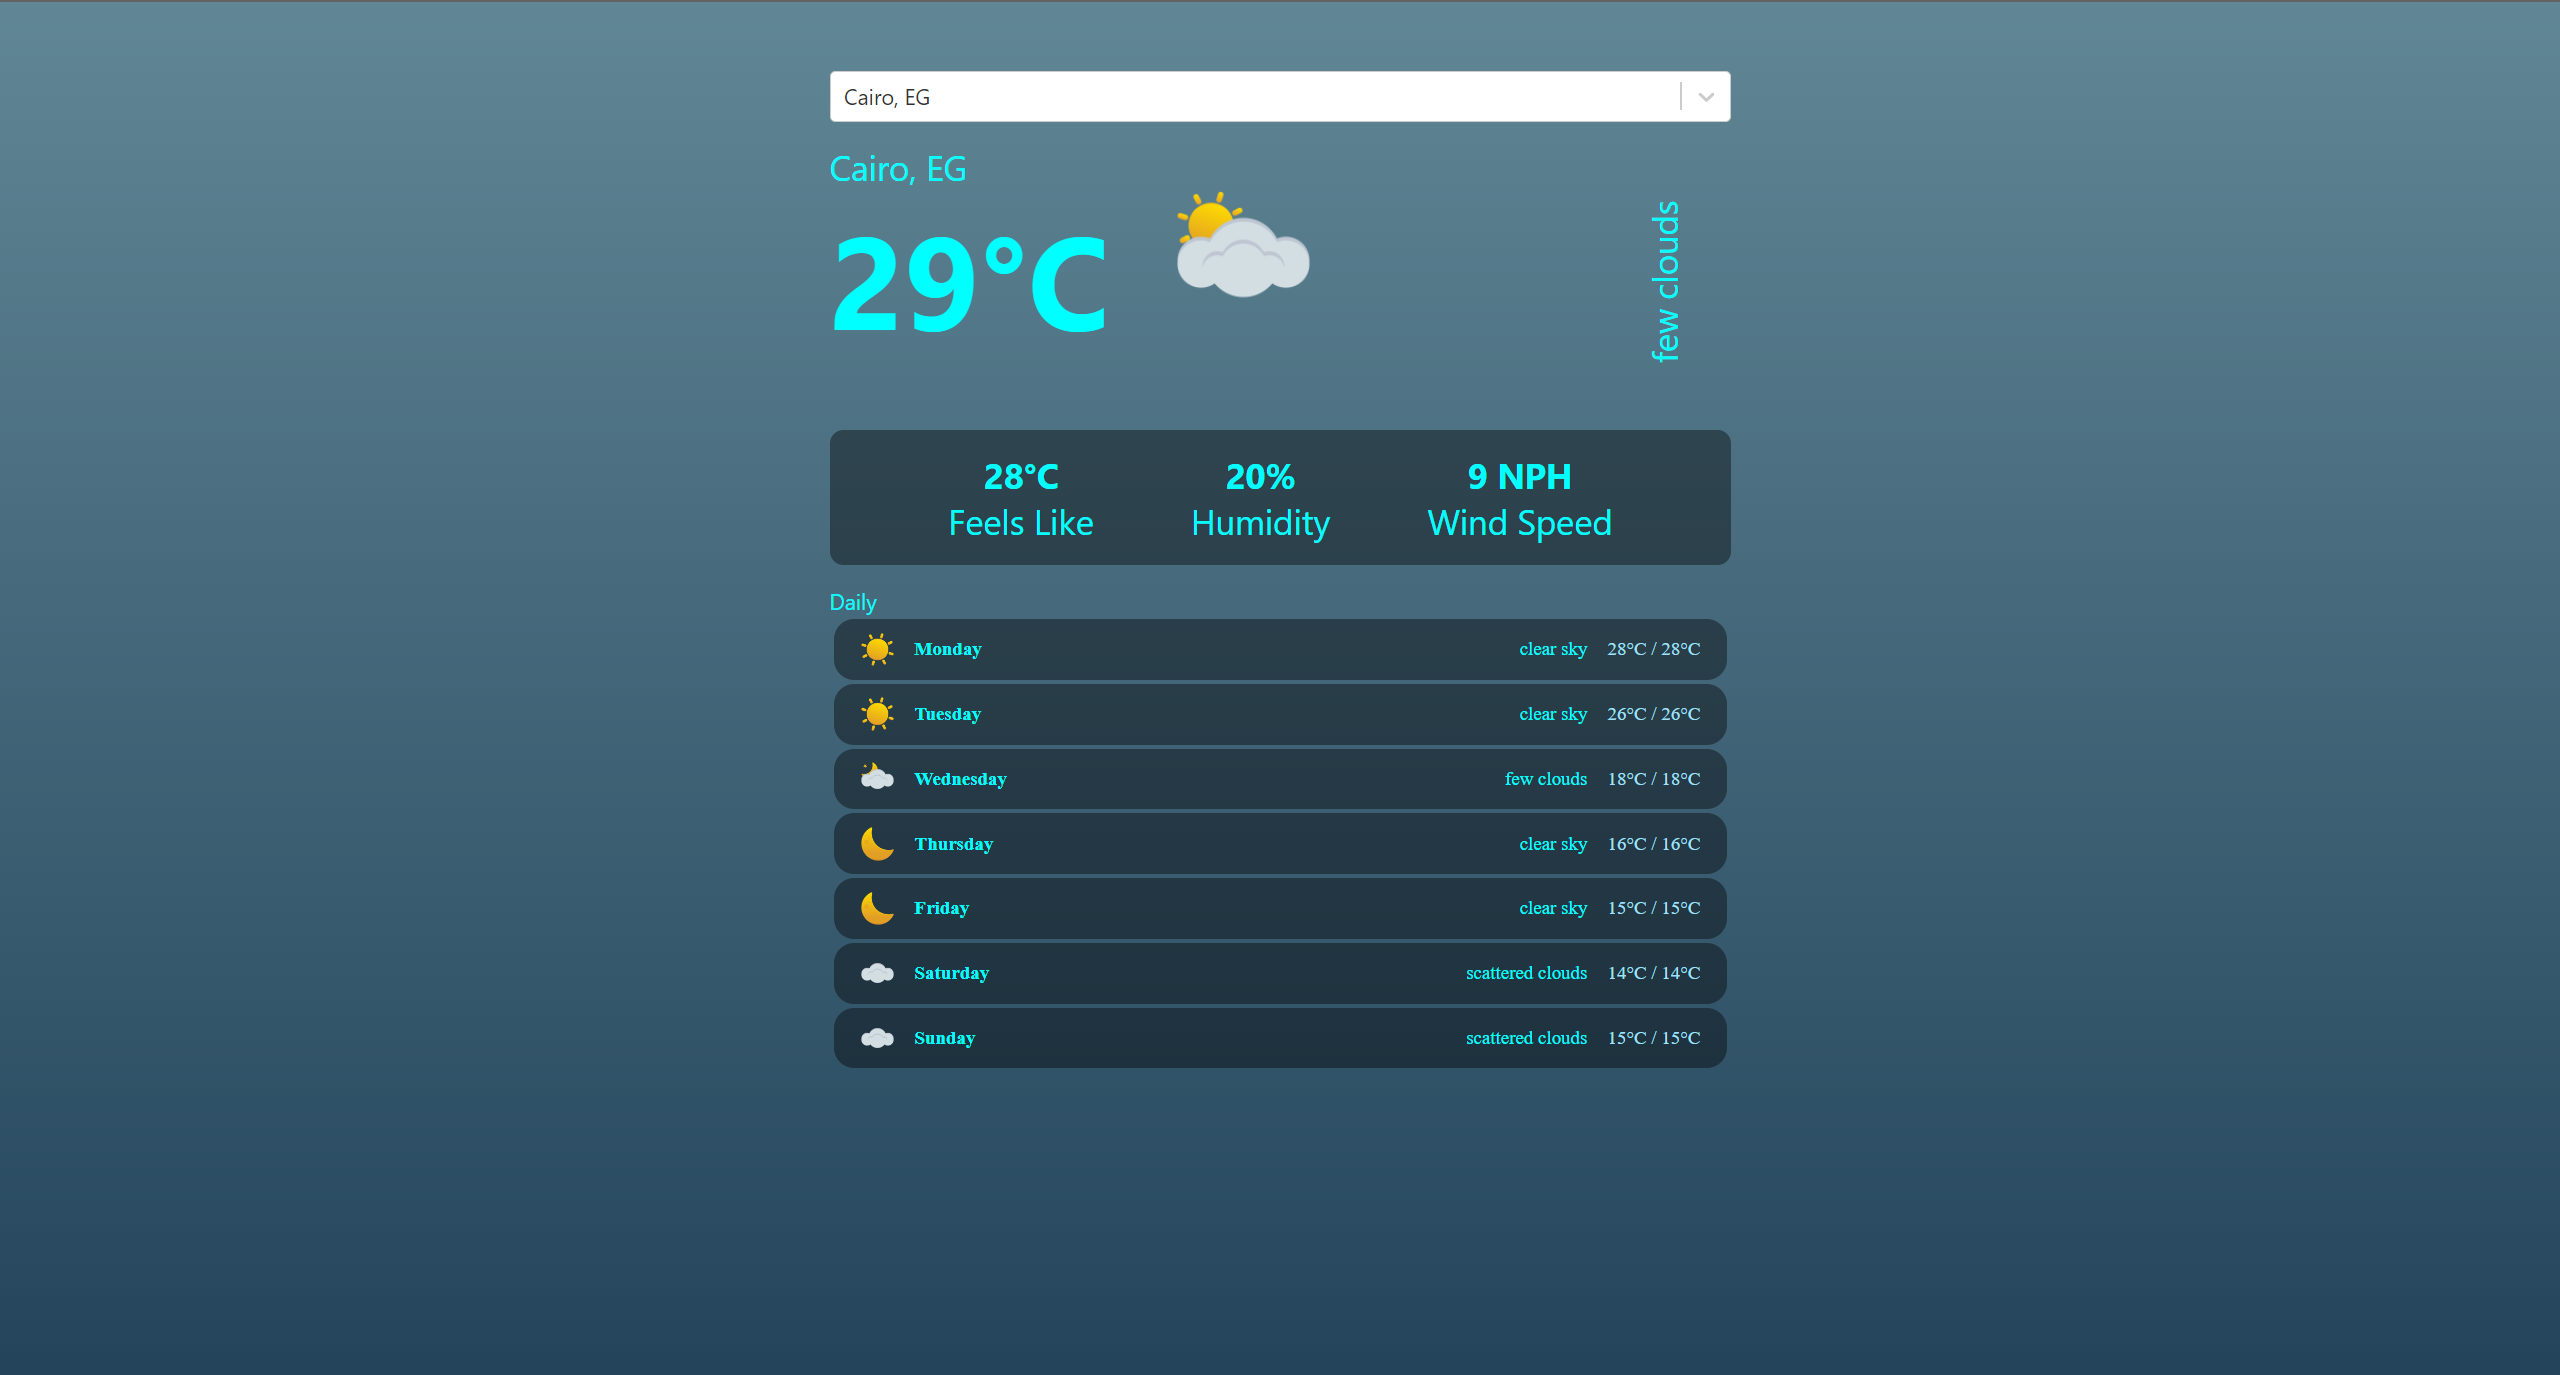 Cairo, EG
Cairo, EG
29°C
few clouds
28°C 20% 9 NPH
Feels Like Humidity Wind Speed
Daily
Monday clear sky 28°C / 28°C
Tuesday clear sky 26°C / 26°C
Wednesday few clouds 18°C / 18°C
Thursday clear sky 16°C / 16°C
Friday clear sky 15°C / 15°C
Saturday scattered clouds 14°C / 14°C
Sunday scattered clouds 15°C / 15°C